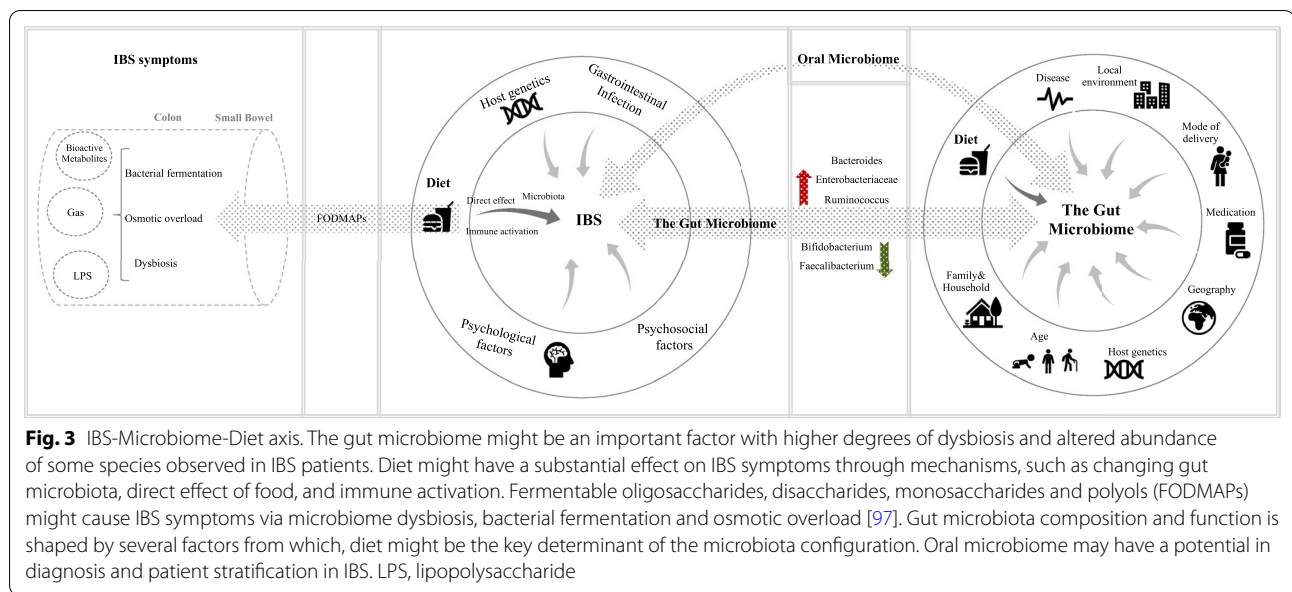 IBS symptoms
Colon
Small Bowel
Bioactive
Metabolites
Gas
LPS
Bacterial fermentation
Osmotic overload
Dysbiosis
FODMAPs
Host genetics
Gastrointestinal
Infection
Diet
Direct effect
Microbiota
Immune activation
IBS
Psychological
factors
Psychosocial
factors
The Gut Microbiome
Oral Microbiome
Bacteroides
Enterobacteriaceae
Ruminococcus
Bifidobacterium
Faecalibacterium
Disease
Local
environment
Mode of
delivery
Diet
Medication
The Gut
Microbiome
Family&
Household
Geography
Age
Host genetics
Fig. 3 IBS-Microbiome-Diet axis. The gut microbiome might be an important factor with higher degrees of dysbiosis and altered abundance
of some species observed in IBS patients. Diet might have a substantial effect on IBS symptoms through mechanisms, such as changing gut
microbiota, direct effect of food, and immune activation. Fermentable oligosaccharides, disaccharides, monosaccharides and polyols (FODMAPs)
might cause IBS symptoms via microbiome dysbiosis, bacterial fermentation and osmotic overload [97]. Gut microbiota composition and function is
shaped by several factors from which, diet might be the key determinant of the microbiota configuration. Oral microbiome may have a potential in
diagnosis and patient stratification in IBS. LPS, lipopolysaccharide